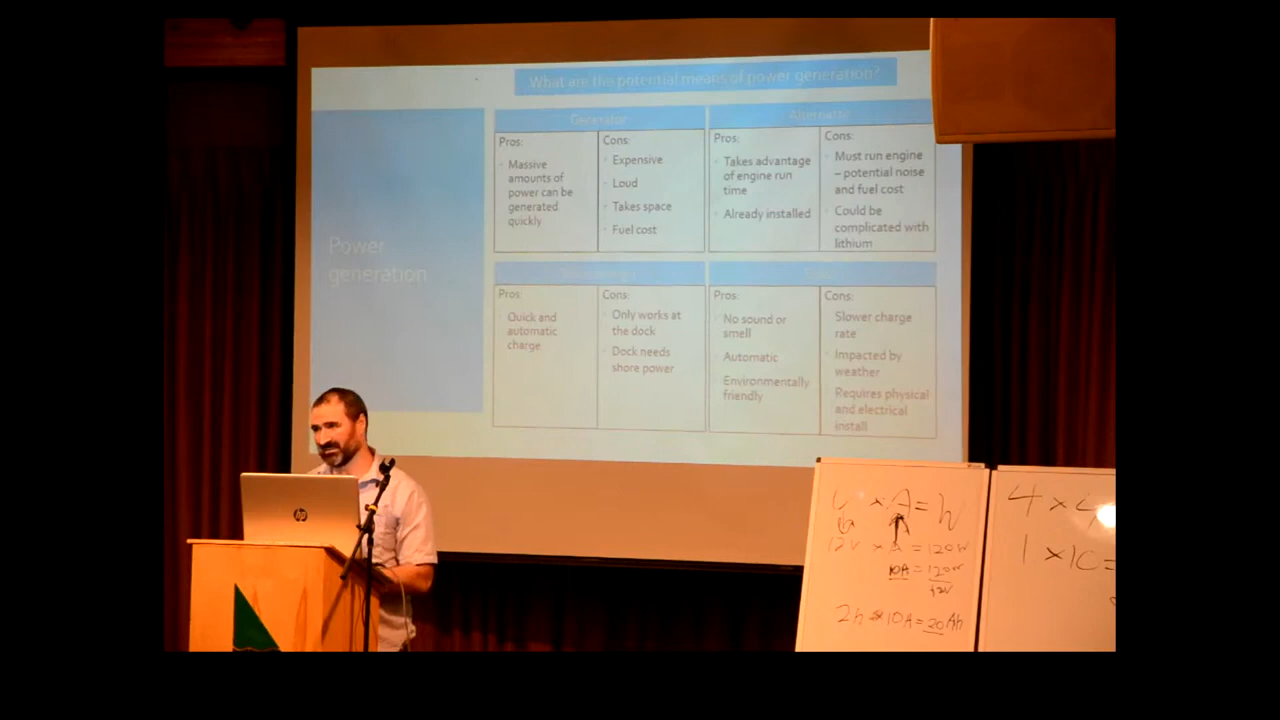 What are the potential means of power generation?
Power
generation
Generator
Pros:
Massive
amounts of
power can be
generated
quickly
Cons:
Expensive
Loud
Takes space
Fuel cost
Alternator
Pros:
Takes advantage
of engine run
time
Already installed
Cons:
Must run engine
– potential noise
and fuel cost
Could be
complicated with
lithium
Pros:
Quick and
automatic
charge
Cons:
Only works at
the dock
Dock needs
shore power
Pros:
No sound or
smell
Automatic
Environmentally
friendly
Cons:
Slower charge
rate
Impacted by
weather
Requires physical
and electrical
install
hp
× A = W
12V × A = 120W
10A = 120W
12V
2h × 10A = 20Ah
4 × 4
1 × 10 =